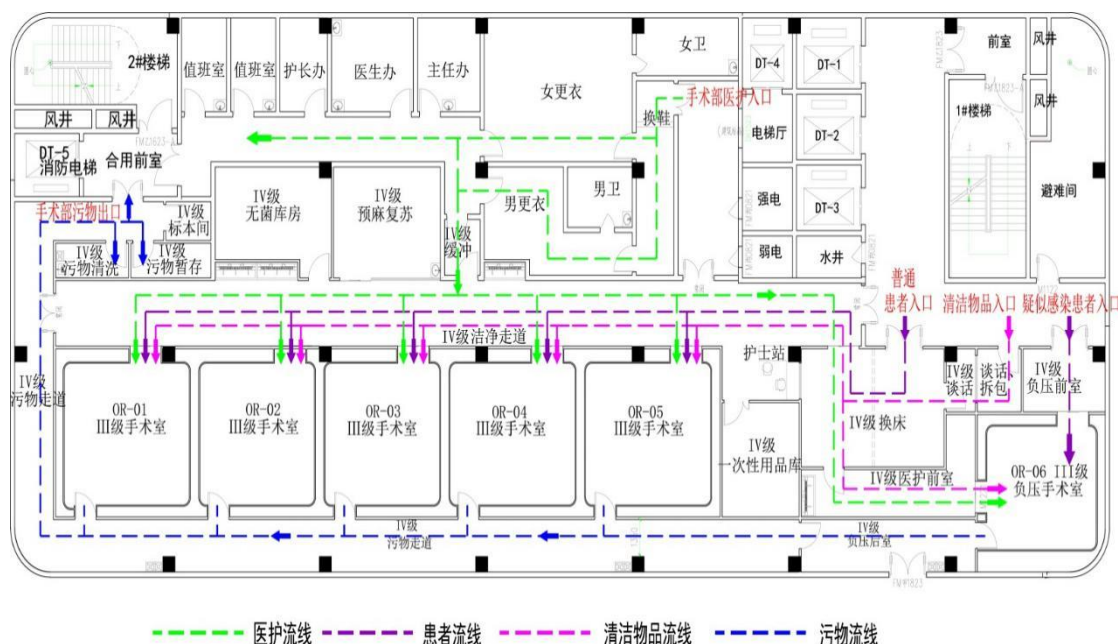 2#楼梯
风井
风井
DT-5
消防电梯
合用前室
值班室
值班室
护长办
医生办
主任办
女更衣
女卫
换鞋
手术部医护入口
DT-4
DT-1
电梯厅
DT-2
强电
DT-3
弱电
水井
前室
风井
风井
1#楼梯
避难间
手术部污物出口
IV级
标本间
IV级
污物清洗
IV级
污物暂存
IV级
无菌库房
IV级
预麻复苏
IV级
缓冲
男更衣
男卫
普通
患者入口
清洁物品入口
疑似感染患者入口
IV级洁净走道
护士站
IV级
污物走道
OR-01
III级手术室
OR-02
III级手术室
OR-03
III级手术室
OR-04
III级手术室
OR-05
III级手术室
IV级
一次性用品库
IV级
谈话
谈话、
拆包
IV级
负压前室
IV级换床
IV级医护前室
OR-06 III级
负压手术室
IV级
污物走道
IV级
负压后室
FMW1823
医护流线
患者流线
清洁物品流线
污物流线